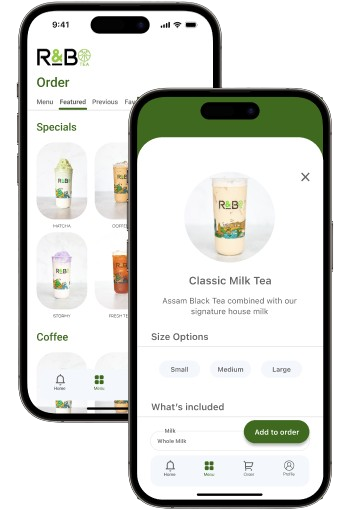 9:41
R&B
TEA
Order
Menu Featured Previous Fav
Specials
MATCHA
COFFE
STORMY
FRESH TE
Coffee
Home
Menu
R&B
Classic Milk Tea
Assam Black Tea combined with our
signature house milk
Size Options
Small
Medium
Large
What's included
Milk
Whole Milk
Add to order
Home
Menu
Order
Profile